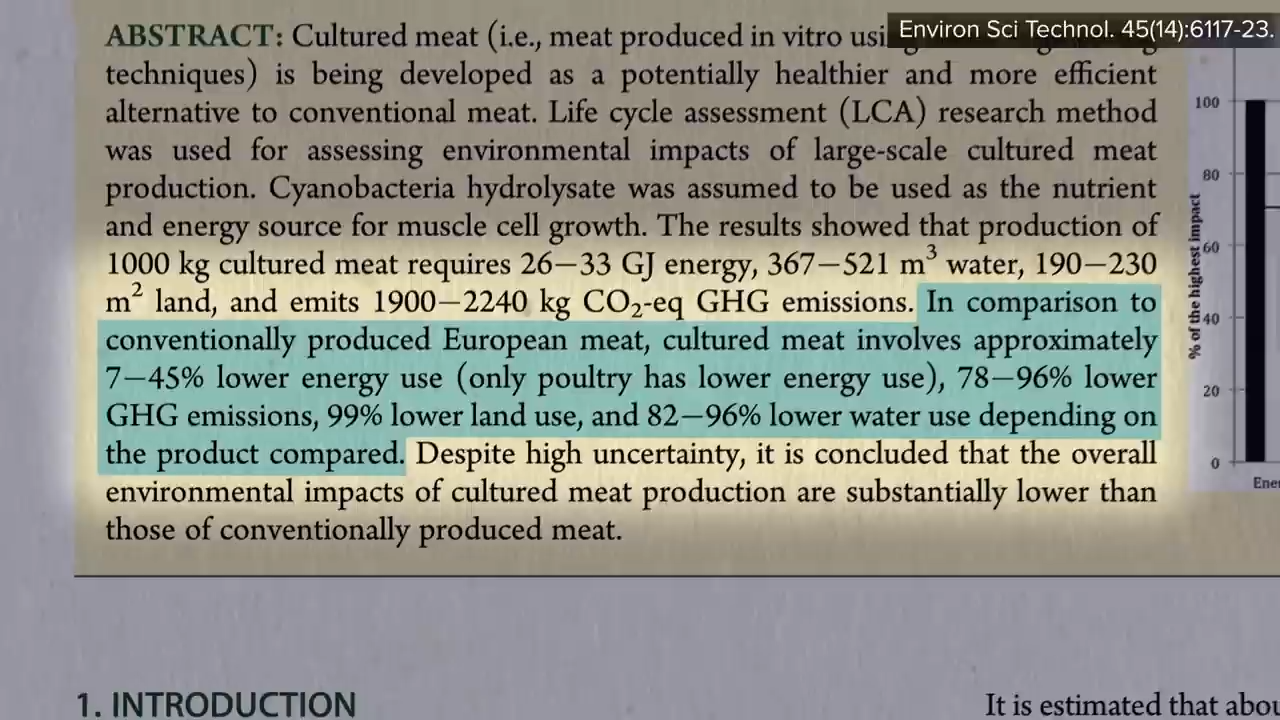 Environ Sci Technol. 45(14):6117-23.
ABSTRACT: Cultured meat (i.e., meat produced in vitro
techniques) is being developed as a potentially healthier and more efficient
alternative to conventional meat. Life cycle assessment (LCA) research method
was used for assessing environmental impacts of large-scale cultured meat
production. Cyanobacteria hydrolysate was assumed to be used as the nutrient
and energy source for muscle cell growth. The results showed that production of
1000 kg cultured meat requires 26−33 GJ energy, 367−521 m³ water, 190−230
m² land, and emits 1900−2240 kg CO₂-eq GHG emissions. In comparison to
conventionally produced European meat, cultured meat involves approximately
7−45% lower energy use (only poultry has lower energy use), 78−96% lower
GHG emissions, 99% lower land use, and 82−96% lower water use depending on
the product compared. Despite high uncertainty, it is concluded that the overall
environmental impacts of cultured meat production are substantially lower than
those of conventionally produced meat.
% of the highest impact
100
80
60
40
20
0
1. INTRODUCTION
It is estimated that